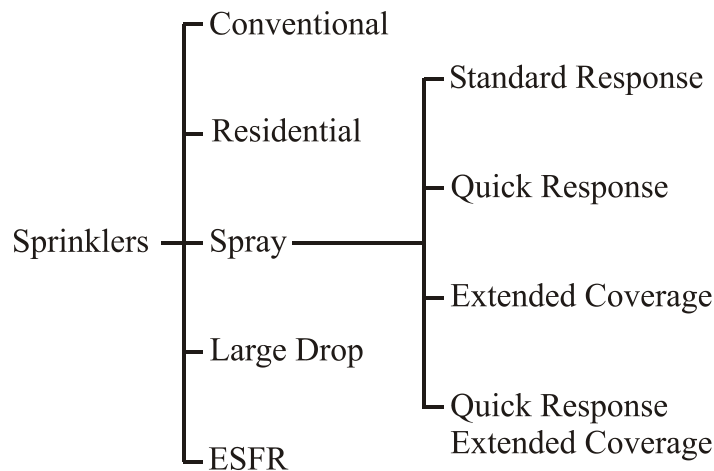 Sprinklers
Conventional
Residential
Spray
Large Drop
ESFR
Standard Response
Quick Response
Extended Coverage
Quick Response
Extended Coverage